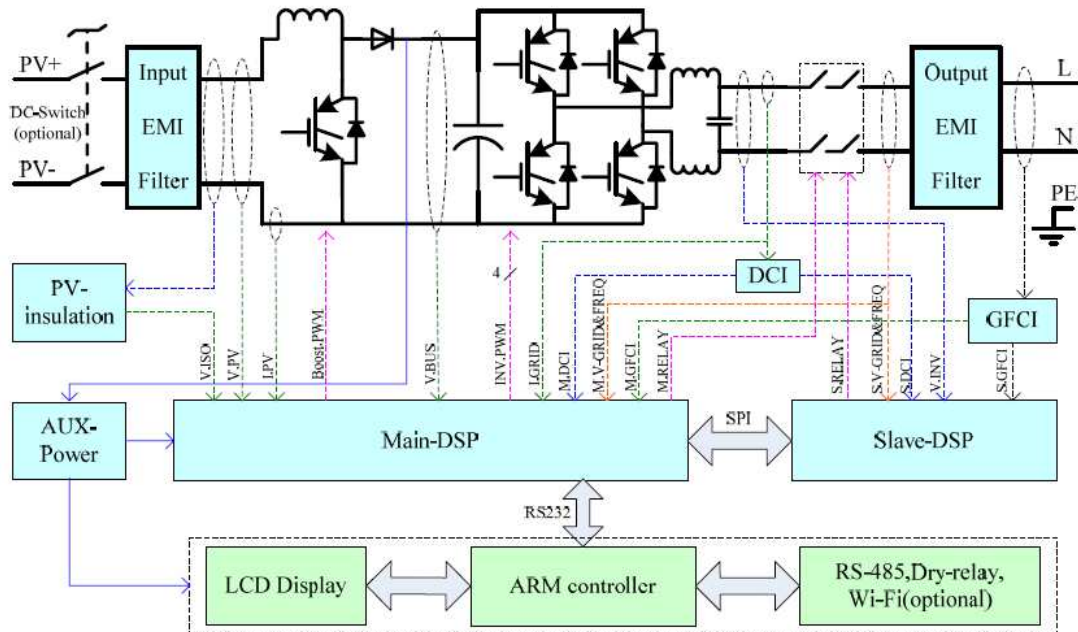 PV+
DC-Switch
(optional)
PV-
Input
EMI
Filter
Output
EMI
Filter
L
N
PE
4
DCI
GFCI
PV-
insulation
V.ISO
V.PV
I.PV
Boost.PWM
V.BUS
INV.PWM
I.GRID
M.DCI
M.V-GRID&FREQ
M.GFCI
M.RELAY
S.RELAY
S.V-GRID&FREQ
S.DCI
V.INV
S.GFCI
AUX-
Power
Main-DSP
SPI
Slave-DSP
RS232
LCD Display
ARM controller
RS-485,Dry-relay,
Wi-Fi(optional)